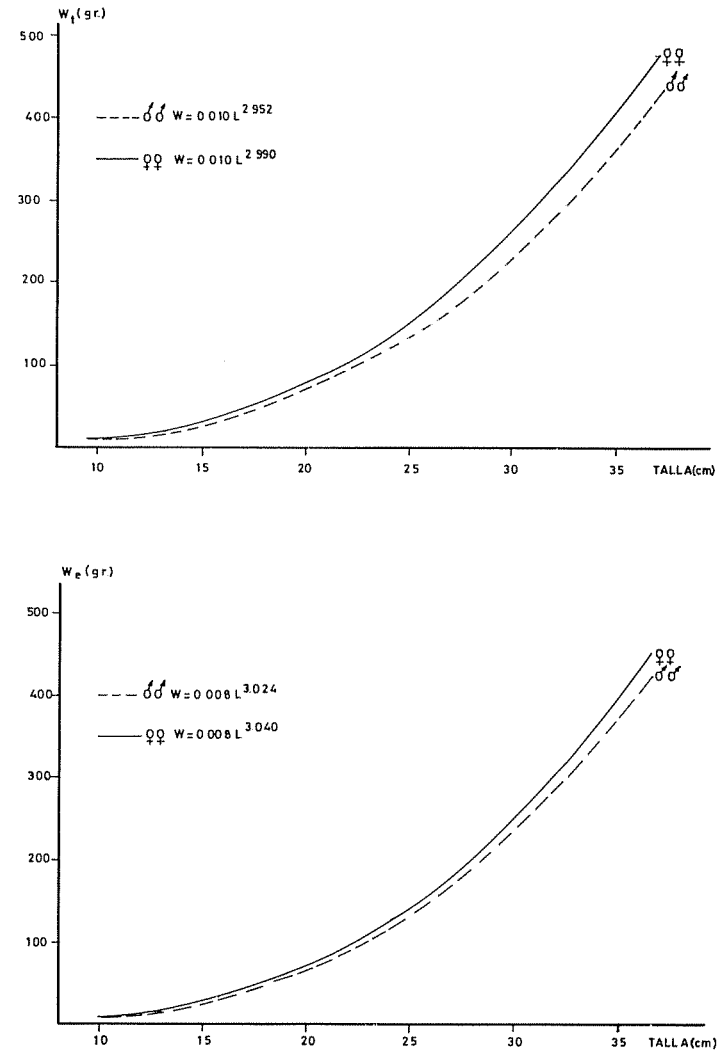 Wt (gr.)
500
400
300
200
100
♂♂ W = 0 010 L^2 952
♀♀ W = 0 010 L^2 990
♀♀
♂♂
10 15 20 25 30 35 TALLA(cm)
We (gr.)
500
400
300
200
100
♂♂ W = 0 008 L^3.024
♀♀ W = 0 008 L^3.040
♀♀
♂♂
10 15 20 25 30 35 TALLA(cm)